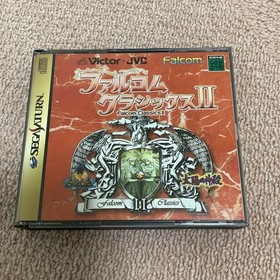 Victor・JVC Falcom
ファルコム
クラシックスII
Falcom Classics II
SEGA SATURN
Falcom Classics